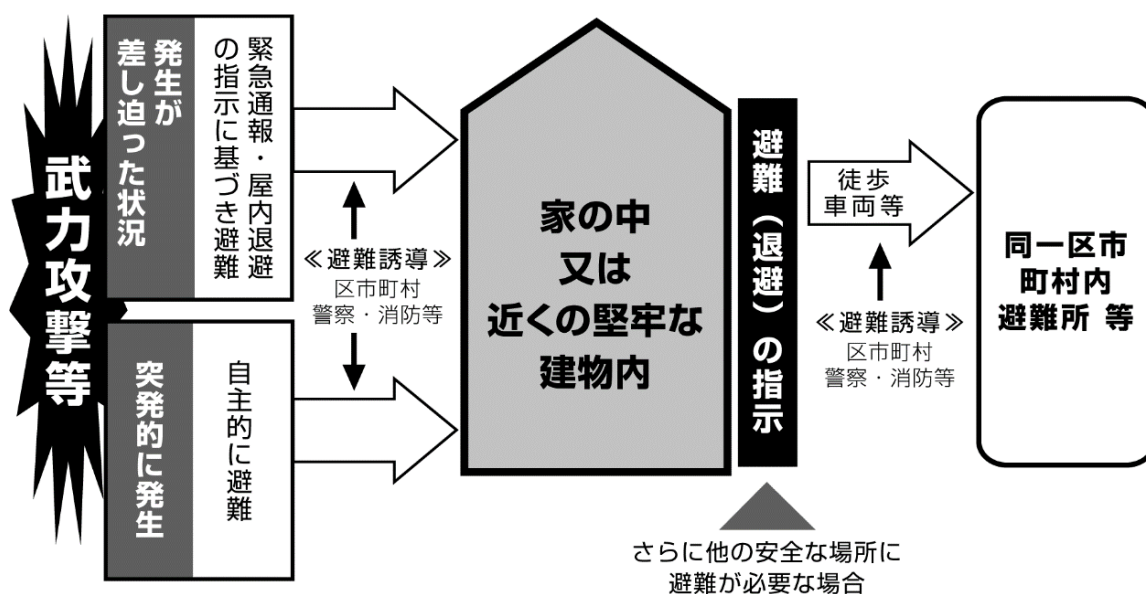 武力攻撃等
発生が
差し迫った状況
緊急通報・屋内退避
の指示に基づき避難
突発的に発生
自主的に避難
≪避難誘導≫
区市町村
警察・消防等
家の中
又は
近くの堅牢な
建物内
避難（退避）の指示
さらに他の安全な場所に
避難が必要な場合
徒歩
車両等
≪避難誘導≫
区市町村
警察・消防等
同一区市
町村内
避難所 等